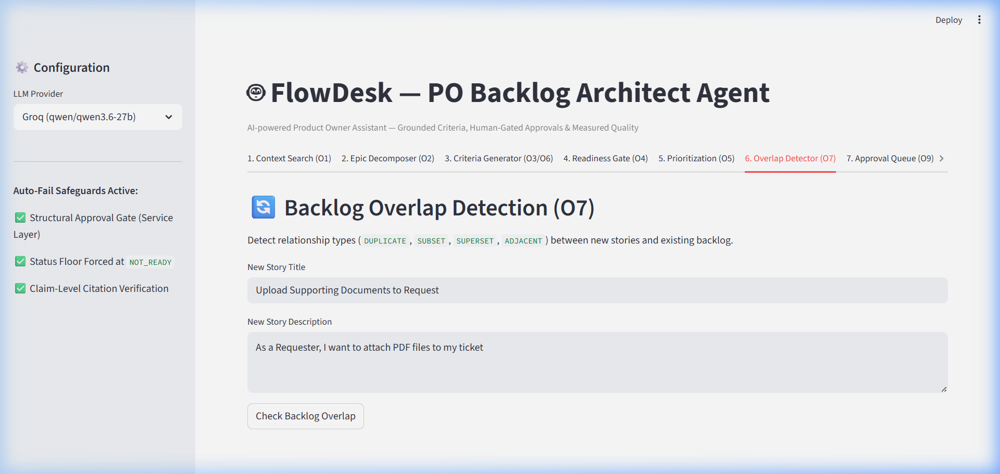 Deploy
Configuration
LLM Provider
Groq (qwen/qwen3.6-27b)
Auto-Fail Safeguards Active:
Structural Approval Gate (Service
Layer)
Status Floor Forced at NOT_READY
Claim-Level Citation Verification
FlowDesk — PO Backlog Architect Agent
AI-powered Product Owner Assistant — Grounded Criteria, Human-Gated Approvals & Measured Quality
1. Context Search (O1) 2. Epic Decomposer (O2) 3. Criteria Generator (O3/O6) 4. Readiness Gate (O4) 5. Prioritization (O5) 6. Overlap Detector (O7) 7. Approval Queue (O9)
Backlog Overlap Detection (O7)
Detect relationship types ( DUPLICATE , SUBSET , SUPERSET , ADJACENT ) between new stories and existing backlog.
New Story Title
Upload Supporting Documents to Request
New Story Description
As a Requester, I want to attach PDF files to my ticket
Check Backlog Overlap